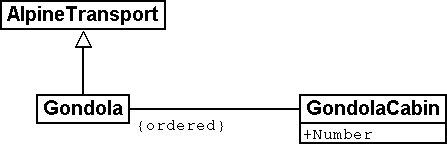 AlpineTransport
Gondola
{ordered}
GondolaCabin
+Number